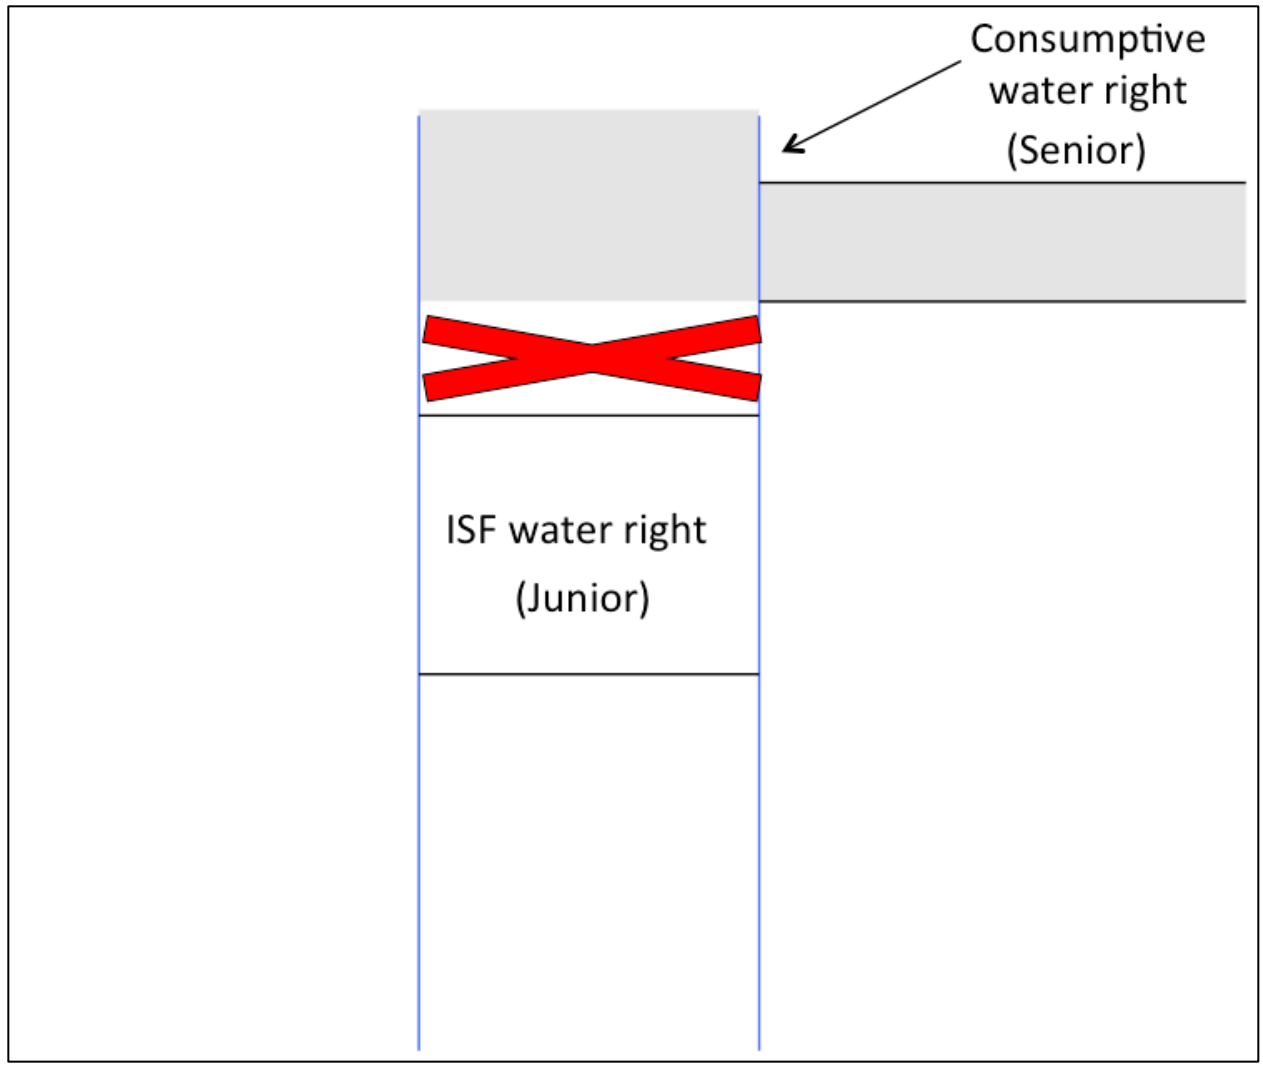 Consumptive
water right
(Senior)
ISF water right
(Junior)